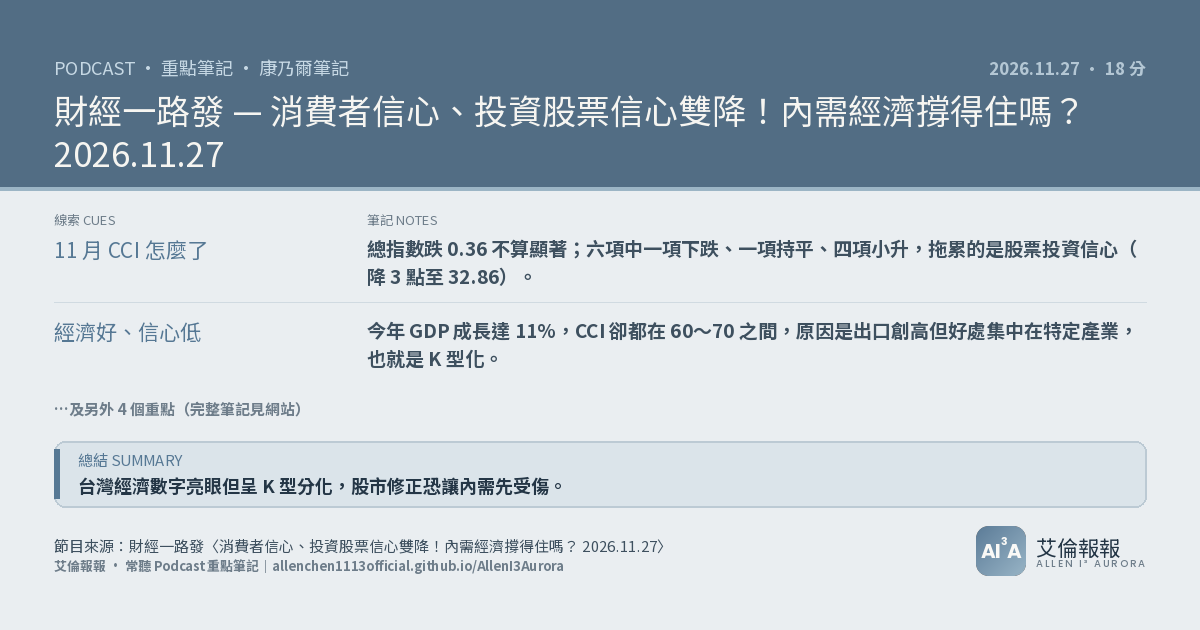 PODCAST • 重點筆記 • 康乃爾筆記
2026.11.27 • 18 分
財經一路發 — 消費者信心、投資股票信心雙降！內需經濟撐得住嗎？
2026.11.27
線索 CUES
筆記 NOTES
11 月 CCI 怎麼了
總指數跌 0.36 不算顯著；六項中一項下跌、一項持平、四項小升，拖累的是股票投資信心（
降 3 點至 32.86）。
經濟好、信心低
今年 GDP 成長達 11%，CCI 卻都在 60～70 之間，原因是出口創高但好處集中在特定產業，
也就是 K 型化。
…及另外 4 個重點（完整筆記見網站）
總結 SUMMARY
台灣經濟數字亮眼但呈 K 型分化，股市修正恐讓內需先受傷。
節目來源：財經一路發〈消費者信心、投資股票信心雙降！內需經濟撐得住嗎？ 2026.11.27〉
艾倫報報 • 常聽 Podcast 重點筆記｜allenchen1113official.github.io/AllenI3Aurora
AI³A
艾倫報報
ALLEN I³ AURORA